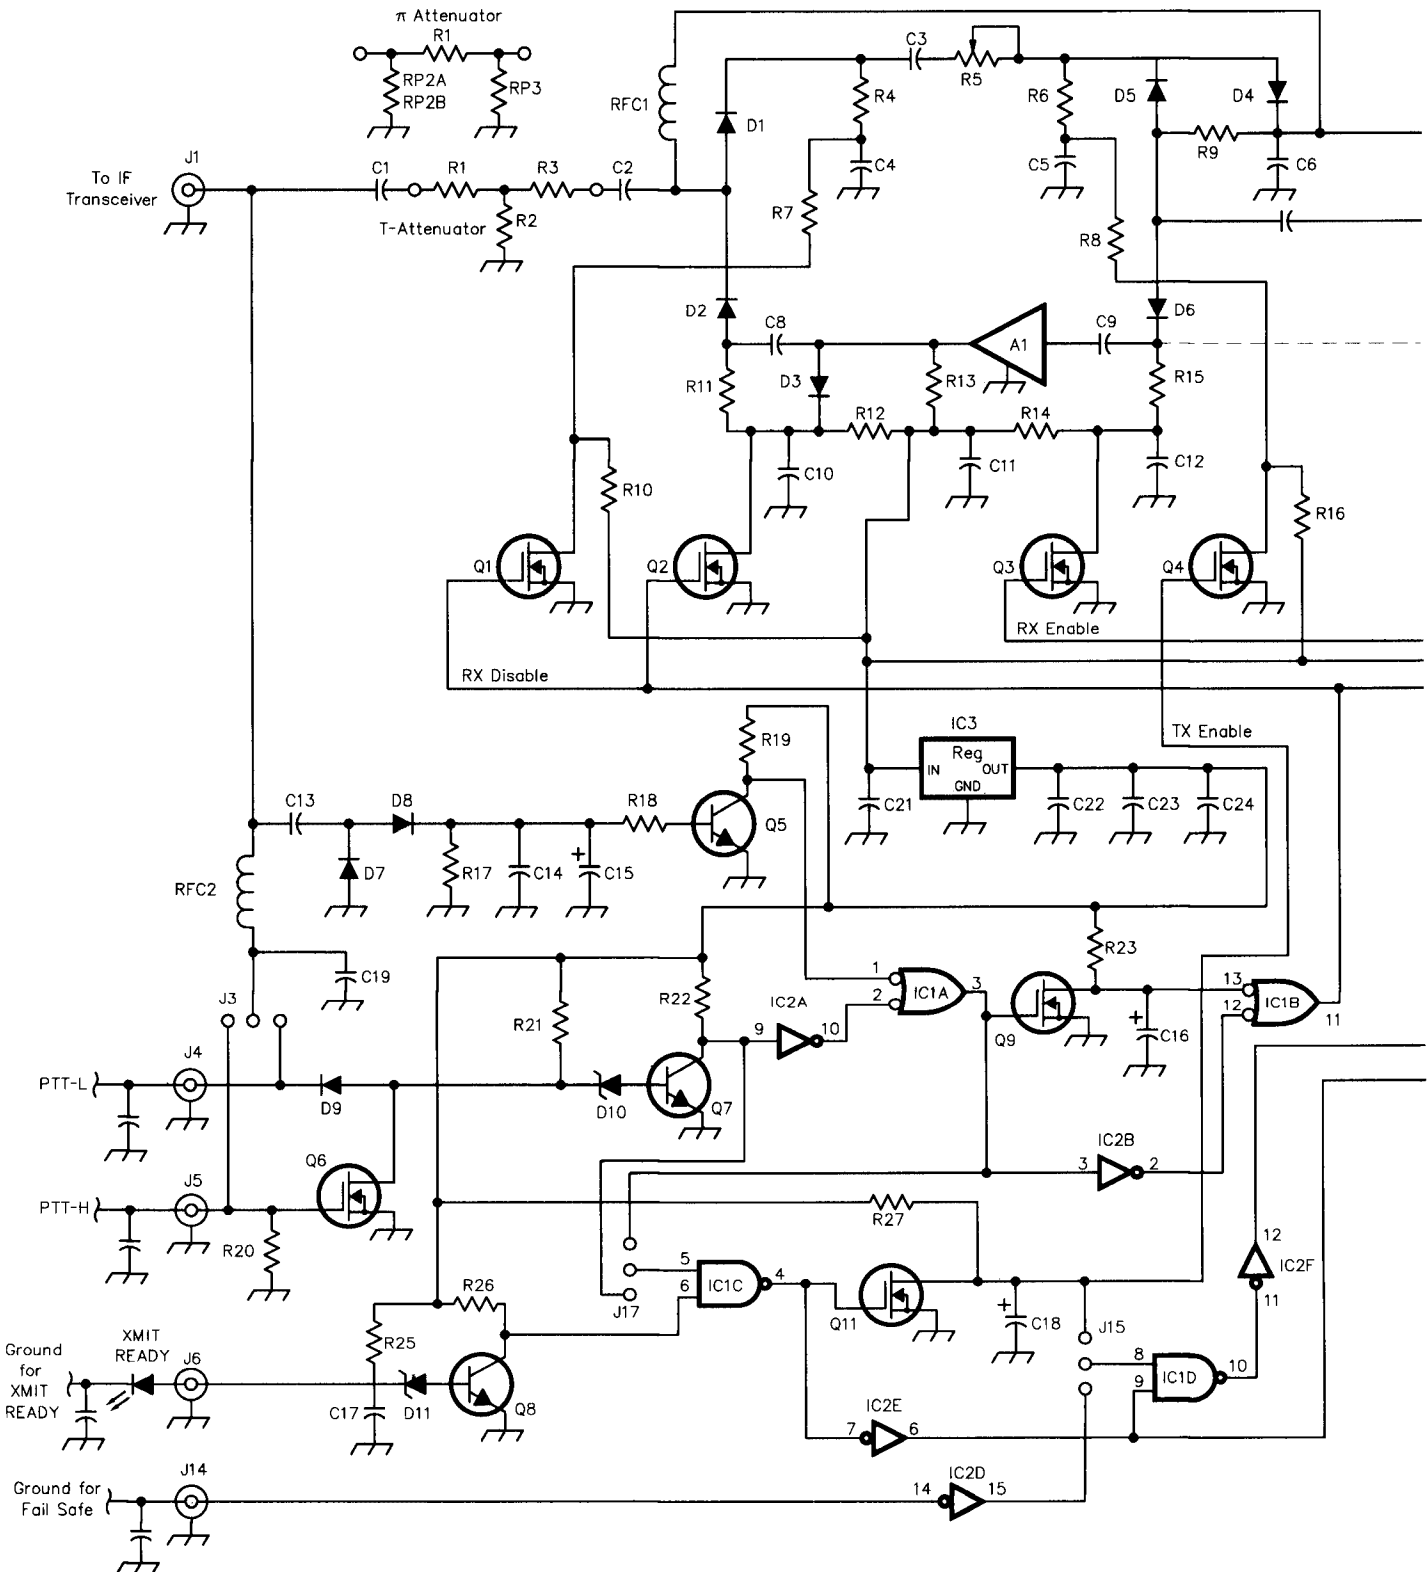 π Attenuator
R1
RP2A
RP2B
RP3
RFC1
C3
R5
R4
R6
D5
D4
D1
R9
C4
C5
C6
J1
To IF
Transceiver
C1
R1
R3
C2
R2
T-Attenuator
R7
R8
D2
C8
A1
C9
D6
R11
D3
R13
R15
R12
R14
C10
C11
C12
R10
R16
Q1
Q2
Q3
Q4
RX Enable
RX Disable
TX Enable
R19
IC3
Reg
IN
OUT
GND
C21
C22
C23
C24
C13
D8
R18
Q5
D7
R17
C14
+
C15
RFC2
C19
R23
J3
R21
R22
IC2A
1
2
IC1A
3
9
10
Q9
+
C16
13
12
IC1B
11
PTT-L
J4
D9
D10
Q7
IC2B
3
2
Q6
PTT-H
J5
R20
R27
12
IC2F
11
R26
5
6
IC1C
4
J17
Q11
+
C18
J15
R25
Ground
for
XMIT
READY
XMIT
READY
J6
C17
D11
Q8
8
9
IC1D
10
IC2E
7
6
J14
Ground for
Fail Safe
IC2D
14
15